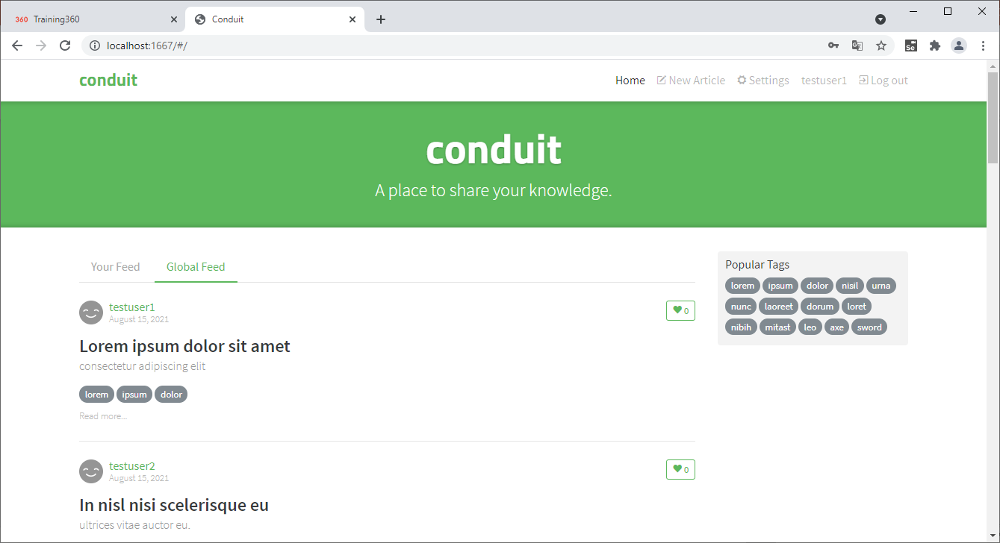 360 Training360
Conduit
localhost:1667/#/
Se
conduit
Home New Article Settings testuser1 Log out
conduit
A place to share your knowledge.
Your Feed Global Feed
testuser1
August 15, 2021
0
Lorem ipsum dolor sit amet
consectetur adipiscing elit
lorem ipsum dolor
Read more...
testuser2
August 15, 2021
0
In nisl nisi scelerisque eu
ultrices vitae auctor eu.
Popular Tags
lorem ipsum dolor nisil urna
nunc laoreet dorum loret
nibih mitast leo axe sword